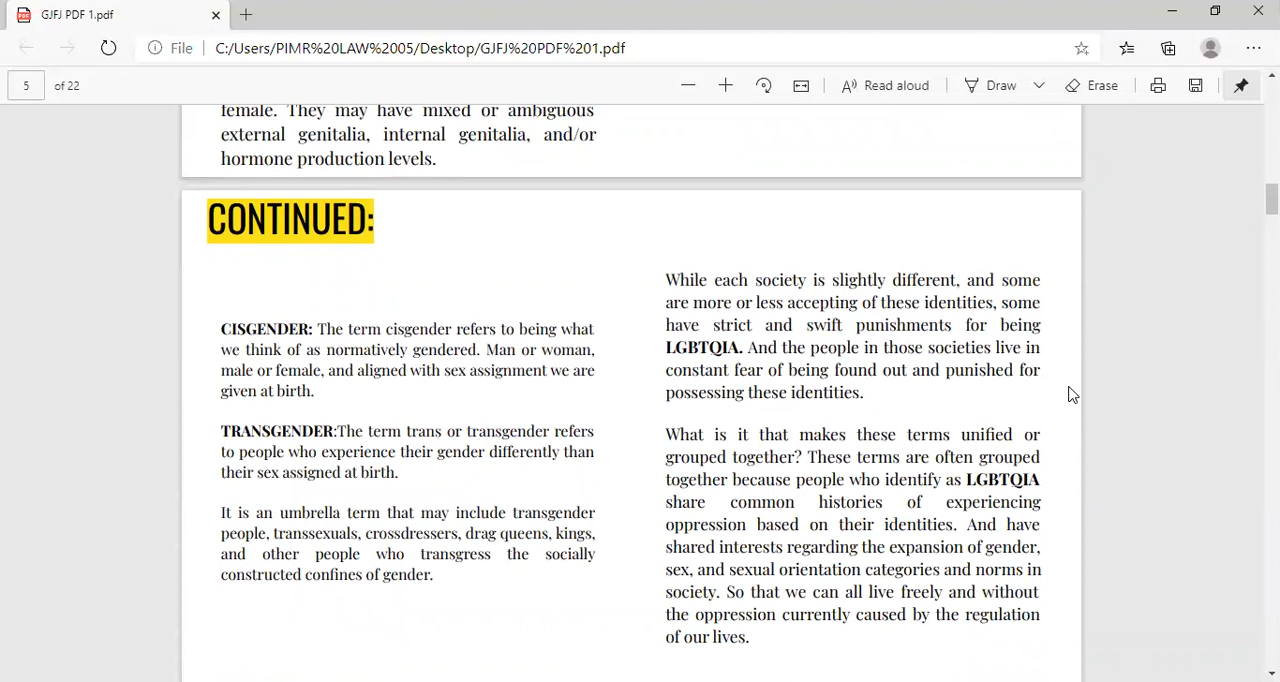 GJFJ PDF 1.pdf
File C:/Users/PIMR%20LAW%2005/Desktop/GJFJ%20PDF%201.pdf
5 of 22
Read aloud Draw Erase
female. They may have mixed or ambiguous
external genitalia, internal genitalia, and/or
hormone production levels.
CONTINUED:
CISGENDER: The term cisgender refers to being what
we think of as normatively gendered. Man or woman,
male or female, and aligned with sex assignment we are
given at birth.
TRANSGENDER:The term trans or transgender refers
to people who experience their gender differently than
their sex assigned at birth.
It is an umbrella term that may include transgender
people, transsexuals, crossdressers, drag queens, kings,
and other people who transgress the socially
constructed confines of gender.
While each society is slightly different, and some
are more or less accepting of these identities, some
have strict and swift punishments for being
LGBTQIA. And the people in those societies live in
constant fear of being found out and punished for
possessing these identities.
What is it that makes these terms unified or
grouped together? These terms are often grouped
together because people who identify as LGBTQIA
share common histories of experiencing
oppression based on their identities. And have
shared interests regarding the expansion of gender,
sex, and sexual orientation categories and norms in
society. So that we can all live freely and without
the oppression currently caused by the regulation
of our lives.